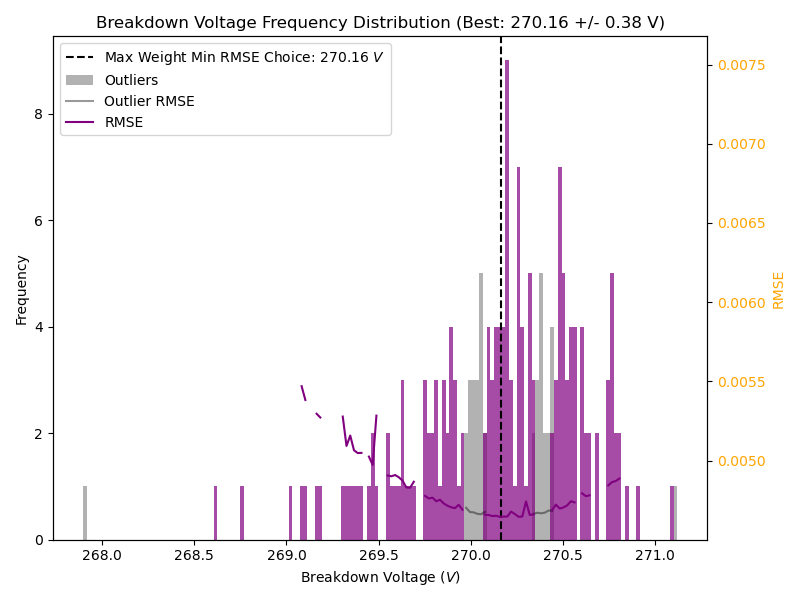 Breakdown Voltage Frequency Distribution (Best: 270.16 +/- 0.38 V)
Max Weight Min RMSE Choice: 270.16 V
Outliers
Outlier RMSE
RMSE
Frequency
8
6
4
2
0
0.0075
0.0070
0.0065
0.0060
0.0055
0.0050
RMSE
268.0 268.5 269.0 269.5 270.0 270.5 271.0
Breakdown Voltage (V)